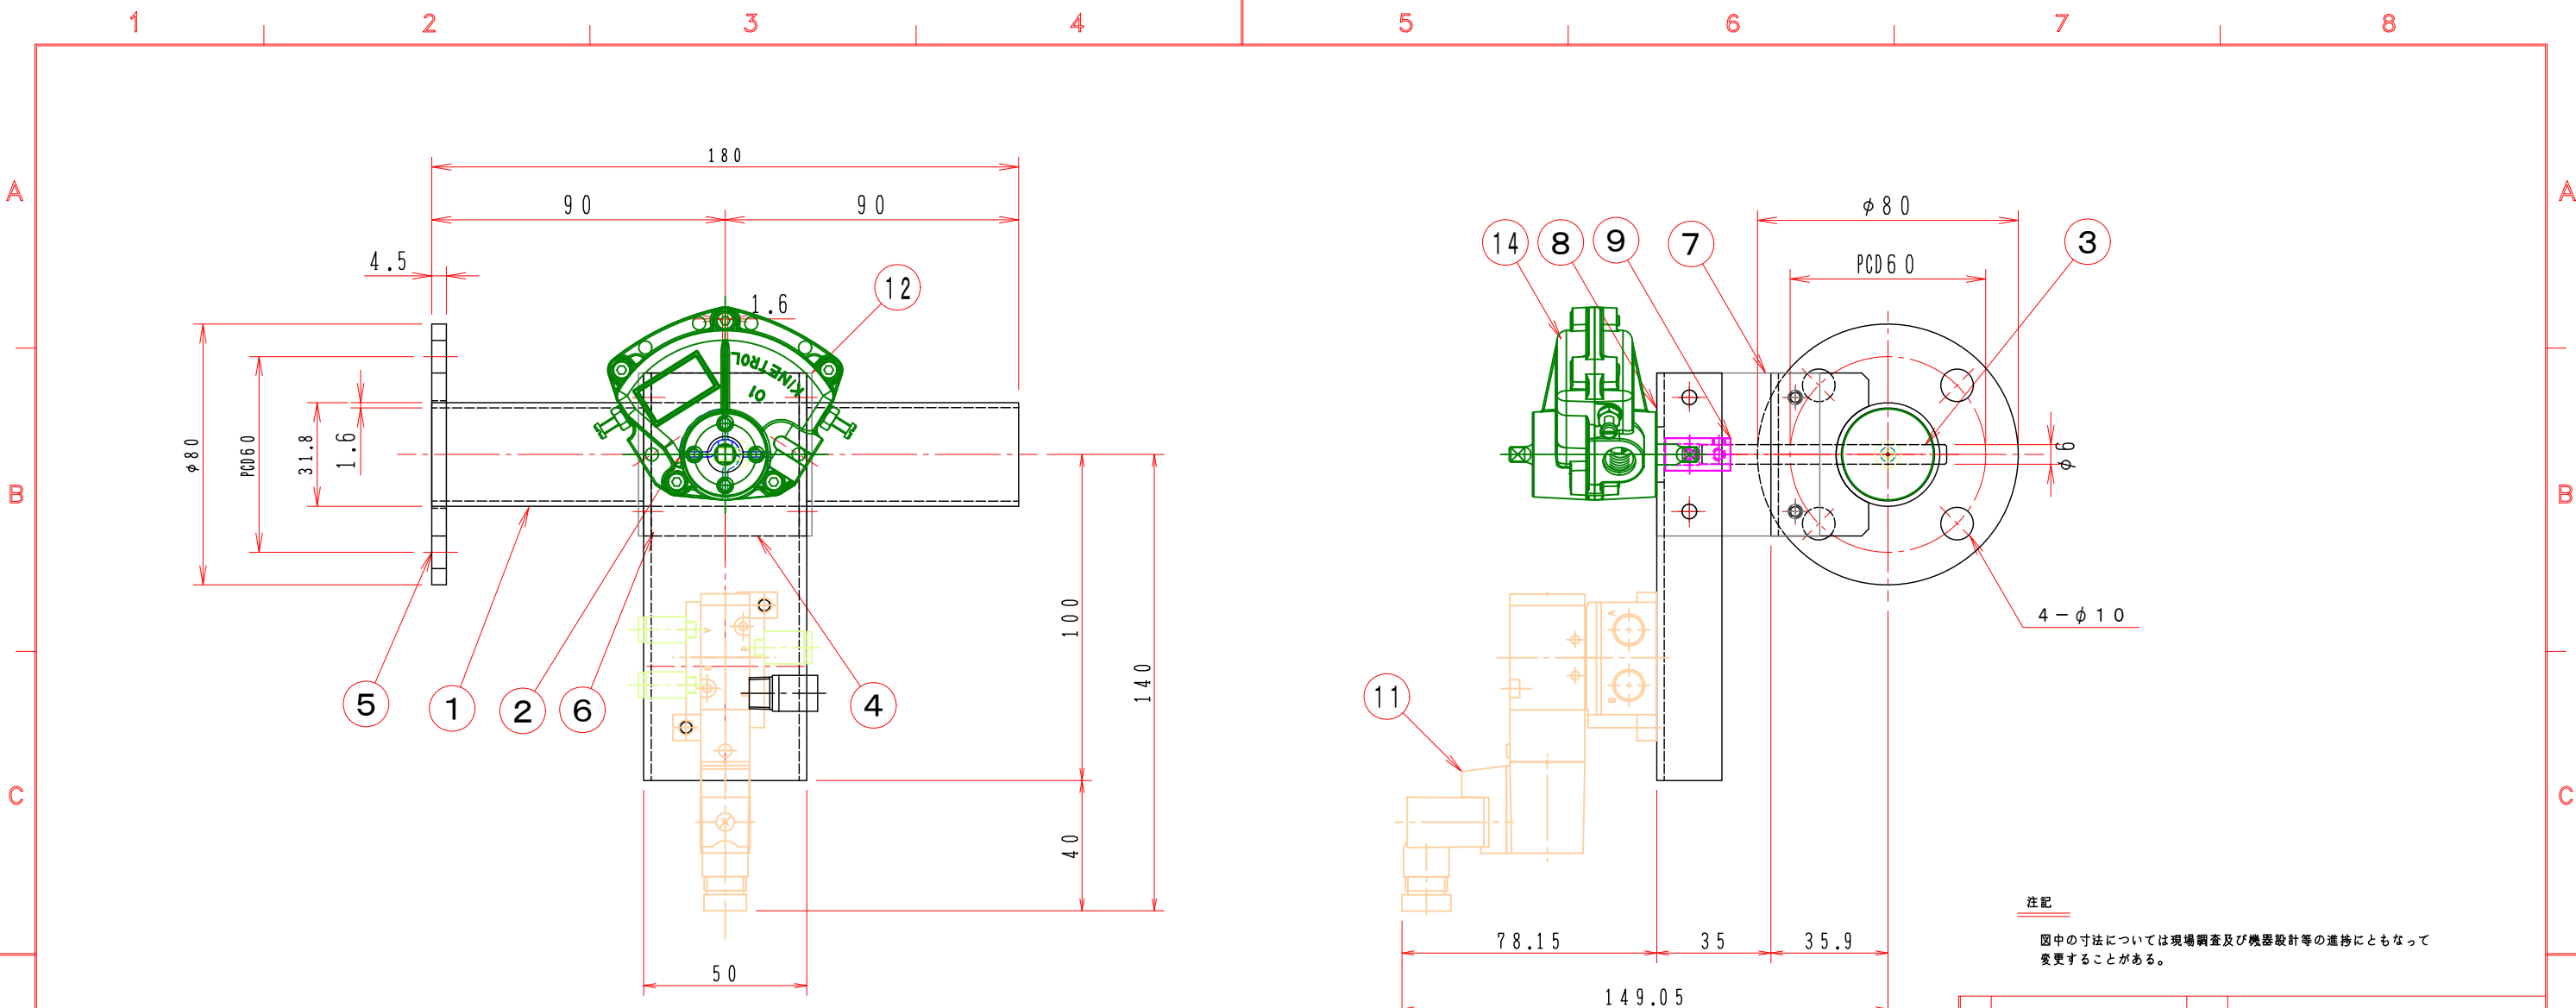 1 2 3 4 5 6 7 8
A A
180
90 90
φ80
4.5
12
14 8 9 7 3
PCD60
1.6
KINETROL
01
φ80
PCD60
31.8
1.6
φ6
B B
100
4-φ10
140
5 1 2 6 4
11
A
B
C C
40
注記
図中の寸法については現場調査及び機器設計等の進捗にともなって
変更することがある。
78.15 35 35.9
50
149.05